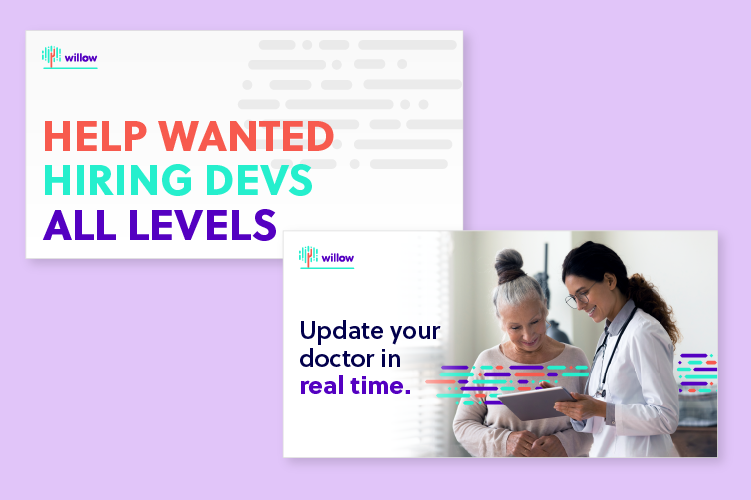 willow
HELP WANTED
HIRING DEVS
ALL LEVELS
willow
Update your
doctor in
real time.